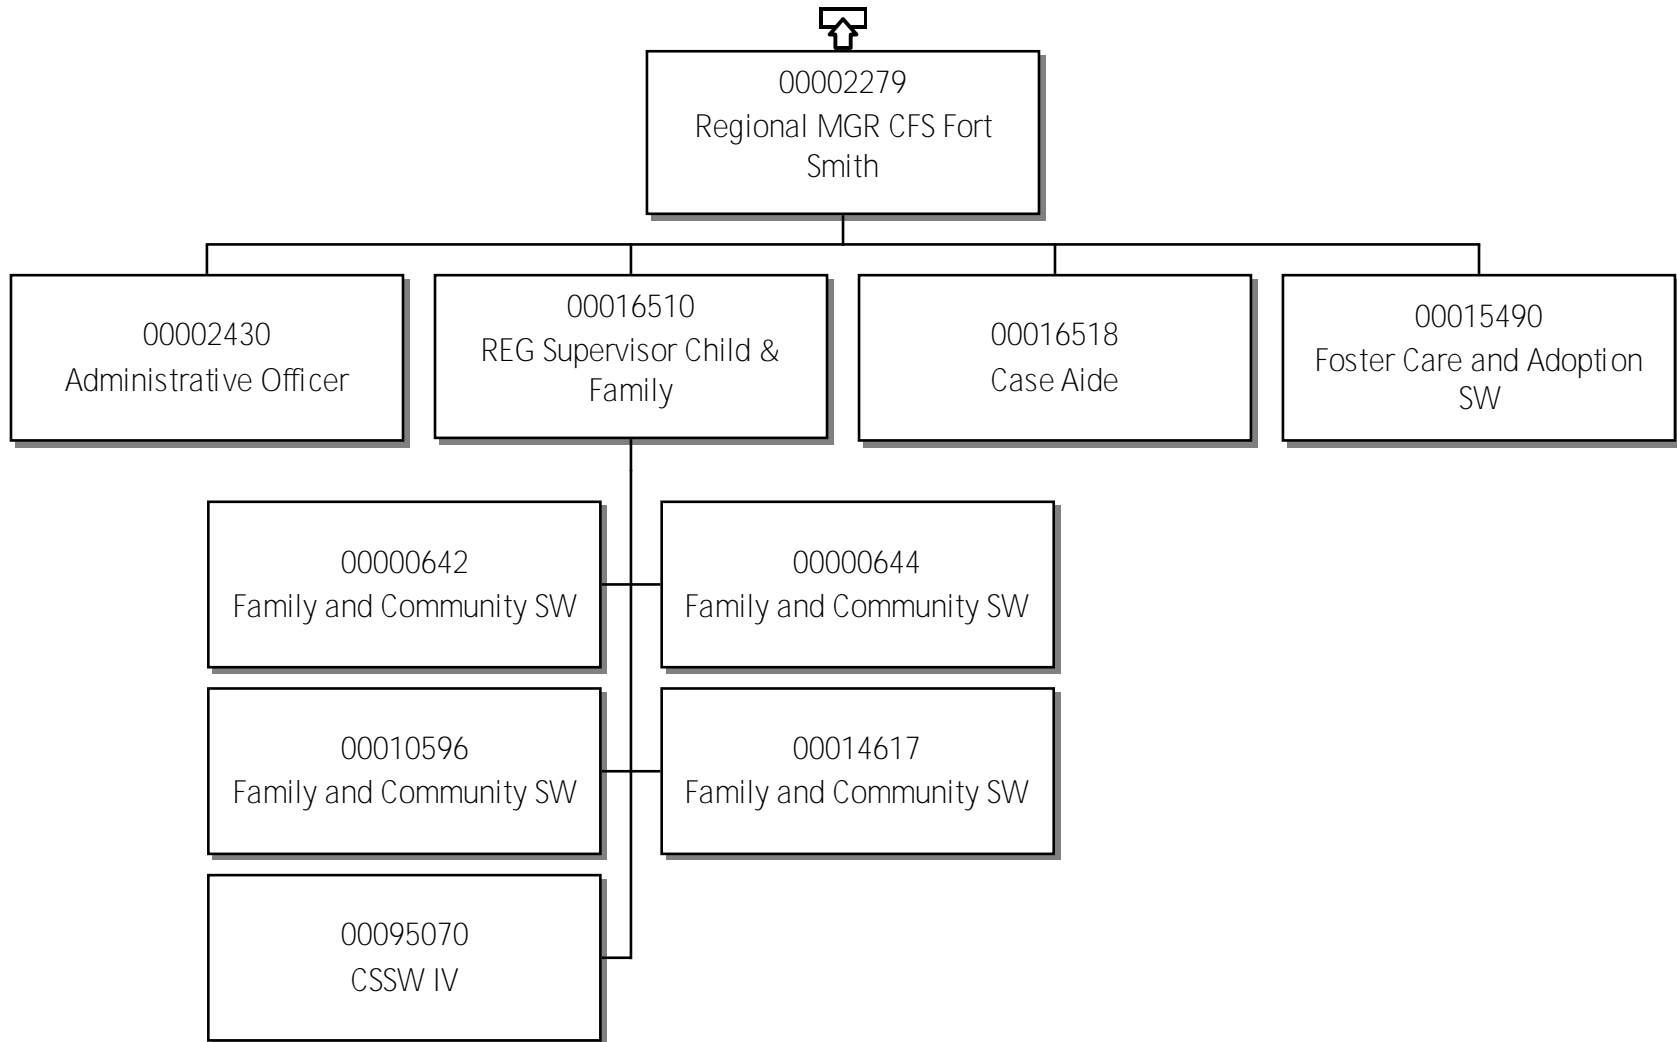 00002279
Regional MGR CFS Fort
Smith
00002430
Administrative Officer
00016510
REG Supervisor Child &
Family
00016518
Case Aide
00015490
Foster Care and Adoption
SW
00000642
Family and Community SW
00000644
Family and Community SW
00010596
Family and Community SW
00014617
Family and Community SW
00095070
CSSW IV